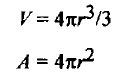 V = 4πr³/3
A = 4πr²